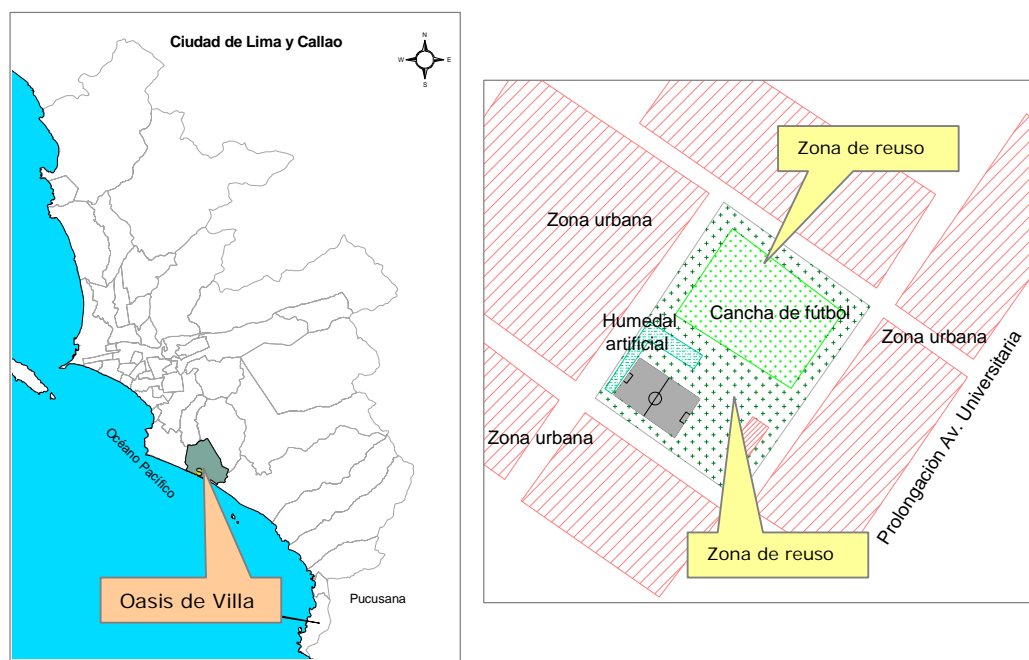 Ciudad de Lima y Callao
N
W
E
S
Océano Pacífico
S
Oasis de Villa
Pucusana
Zona de reuso
Zona urbana
Cancha de fútbol
Humedal
artificial
Zona urbana
Zona urbana
Prolongación Av. Universitaria
Zona de reuso